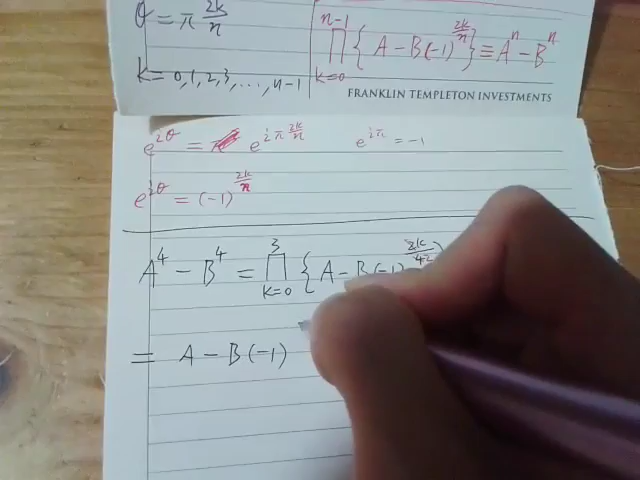 θ = π 2k/n
k = 0, 1, 2, 3, ..., n-1
n-1 ∏ k=0 { A - B(-1)^(2k/n) } ≡ A^n - B^n
FRANKLIN TEMPLETON INVESTMENTS
e^(iθ) = e^(iπ 2k/n) e^(iπ) = -1
e^(iθ) = (-1)^(2k/n)
A^4 - B^4 = 3 ∏ k=0 { A - B(-1)^(2k/42)
= A - B(-1)